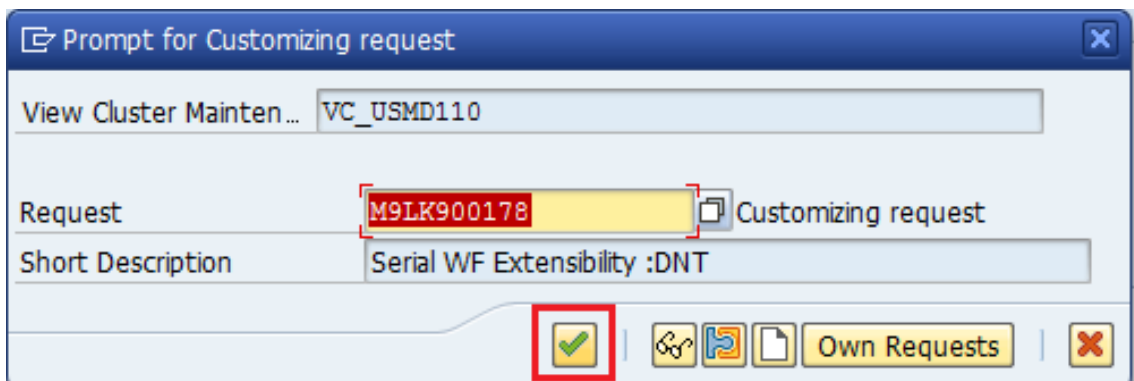 Prompt for Customizing request
View Cluster Mainten... VC_USMD110
Request M9LK900178 Customizing request
Short Description Serial WF Extensibility :DNT
Own Requests